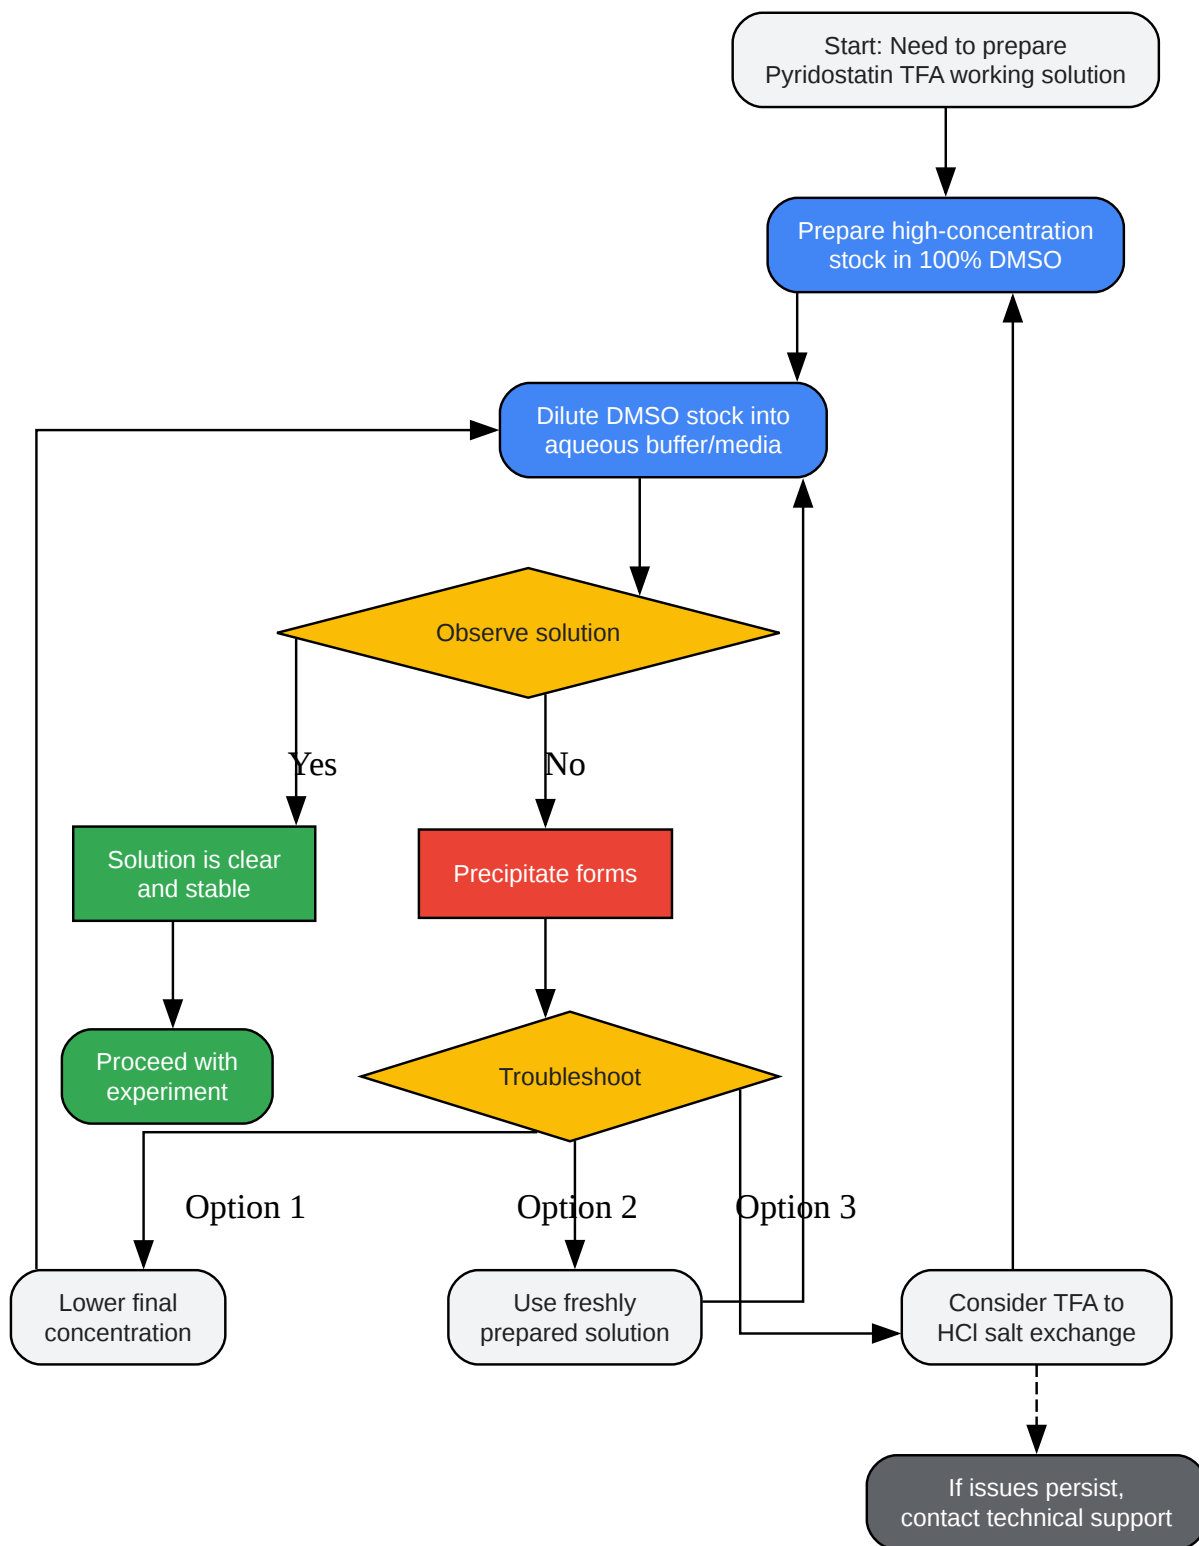 Start: Need to prepare
Pyridostatin TFA working solution
Prepare high-concentration
stock in 100% DMSO
Dilute DMSO stock into
aqueous buffer/media
Observe solution
Yes
No
Solution is clear
and stable
Precipitate forms
Proceed with
experiment
Troubleshoot
Option 1
Option 2
Option 3
Lower final
concentration
Use freshly
prepared solution
Consider TFA to
HCl salt exchange
If issues persist,
contact technical support